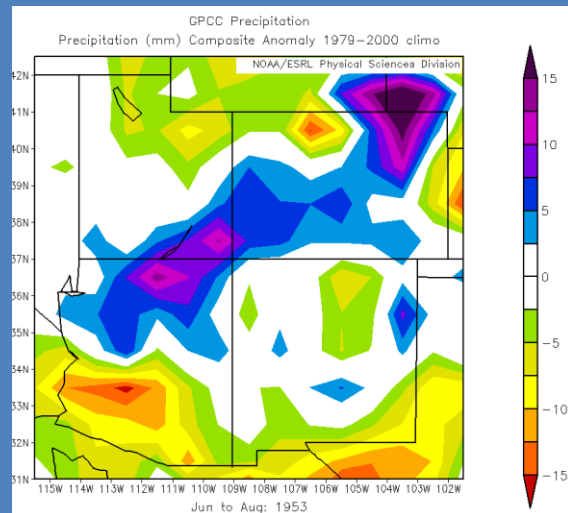 GPCC Precipitation
Precipitation (mm) Composite Anomaly 1979-2000 climo
NOAA/ESRL Physical Sciences Division
42N
41N
40N
39N
38N
37N
36N
35N
34N
33N
32N
31N
115W 114W 113W 112W 111W 110W 109W 108W 107W 106W 105W 104W 103W 102W
Jun to Aug: 1953
15
10
5
0
-5
-10
-15